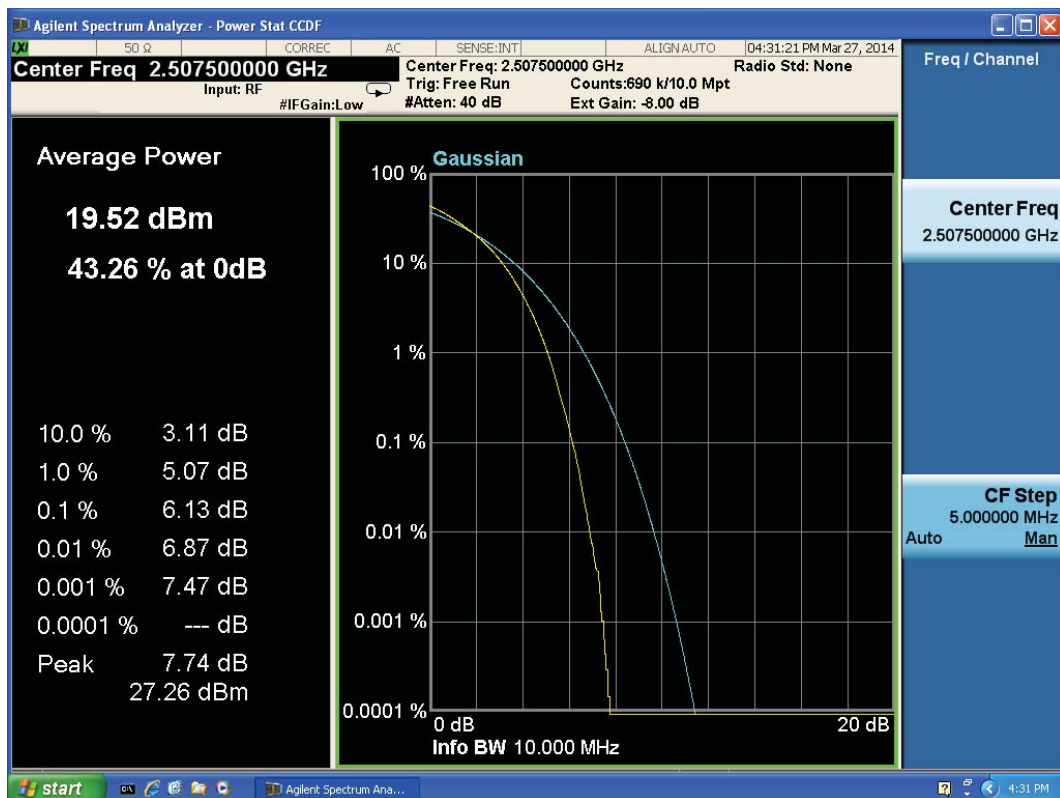 Agilent Spectrum Analyzer - Power Stat CCDF
LXI 50 Ω CORREC AC SENSE:INT ALIGN AUTO 04:31:21 PM Mar 27, 2014
Center Freq 2.507500000 GHz
Input: RF
#IFGain:Low
Center Freq: 2.507500000 GHz
Radio Std: None
Trig: Free Run
Counts:690 k/10.0 Mpt
#Atten: 40 dB
Ext Gain: -8.00 dB
Average Power
19.52 dBm
43.26 % at 0dB
10.0 % 3.11 dB
1.0 % 5.07 dB
0.1 % 6.13 dB
0.01 % 6.87 dB
0.001 % 7.47 dB
0.0001 % --- dB
Peak 7.74 dB
27.26 dBm
Gaussian
100 %
10 %
1 %
0.1 %
0.01 %
0.001 %
0.0001 %
0 dB
20 dB
Info BW 10.000 MHz
Freq / Channel
Center Freq
2.507500000 GHz
CF Step
5.000000 MHz
Auto Man
start
Agilent Spectrum Ana...
4:31 PM